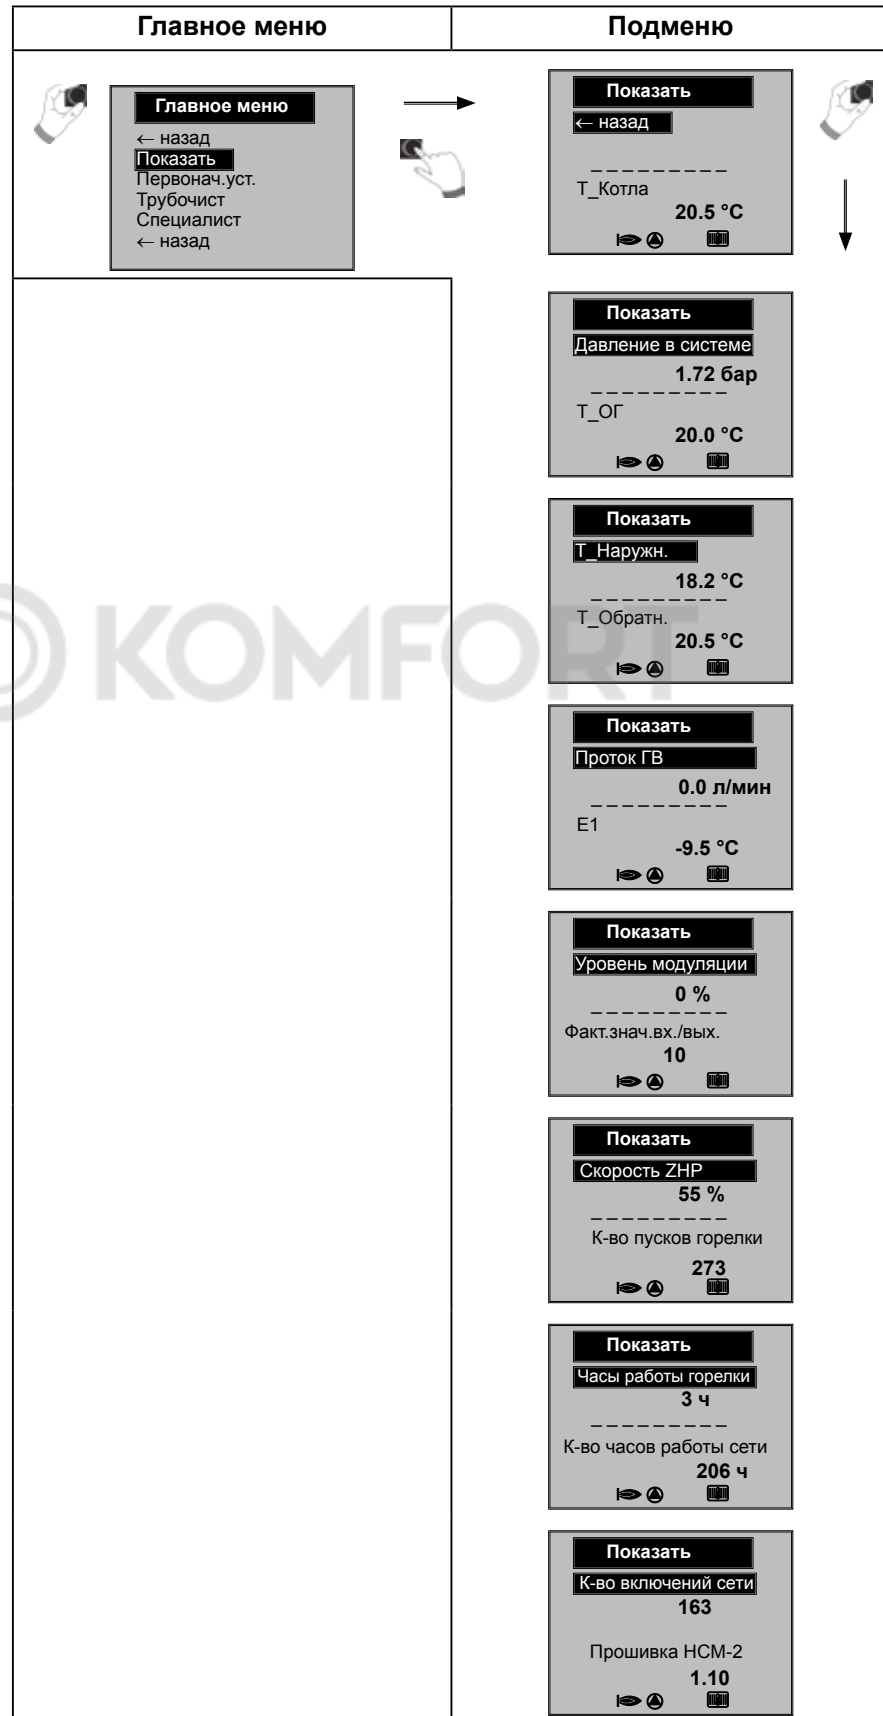 Главное меню
Подменю
Главное меню
← назад
Показать
Первонач.уст.
Трубочист
Специалист
← назад
Показать
← назад
_ _ _ _ _ _ _ _ _
Т_Котла
20.5 °C
Показать
Давление в системе
1.72 бар
_ _ _ _ _ _ _ _ _
Т_ОГ
20.0 °C
Показать
Т_Наружн.
18.2 °C
_ _ _ _ _ _ _ _ _
Т_Обратн.
20.5 °C
KOMFORT
Показать
Проток ГВ
0.0 л/мин
_ _ _ _ _ _ _ _ _
E1
-9.5 °C
Показать
Уровень модуляции
0 %
_ _ _ _ _ _ _ _ _
Факт.знач.вх./вых.
10
Показать
Скорость ZHP
55 %
_ _ _ _ _ _ _ _ _
К-во пусков горелки
273
Показать
Часы работы горелки
3 ч
_ _ _ _ _ _ _ _ _
К-во часов работы сети
206 ч
Показать
К-во включений сети
163
Прошивка HCM-2
1.10